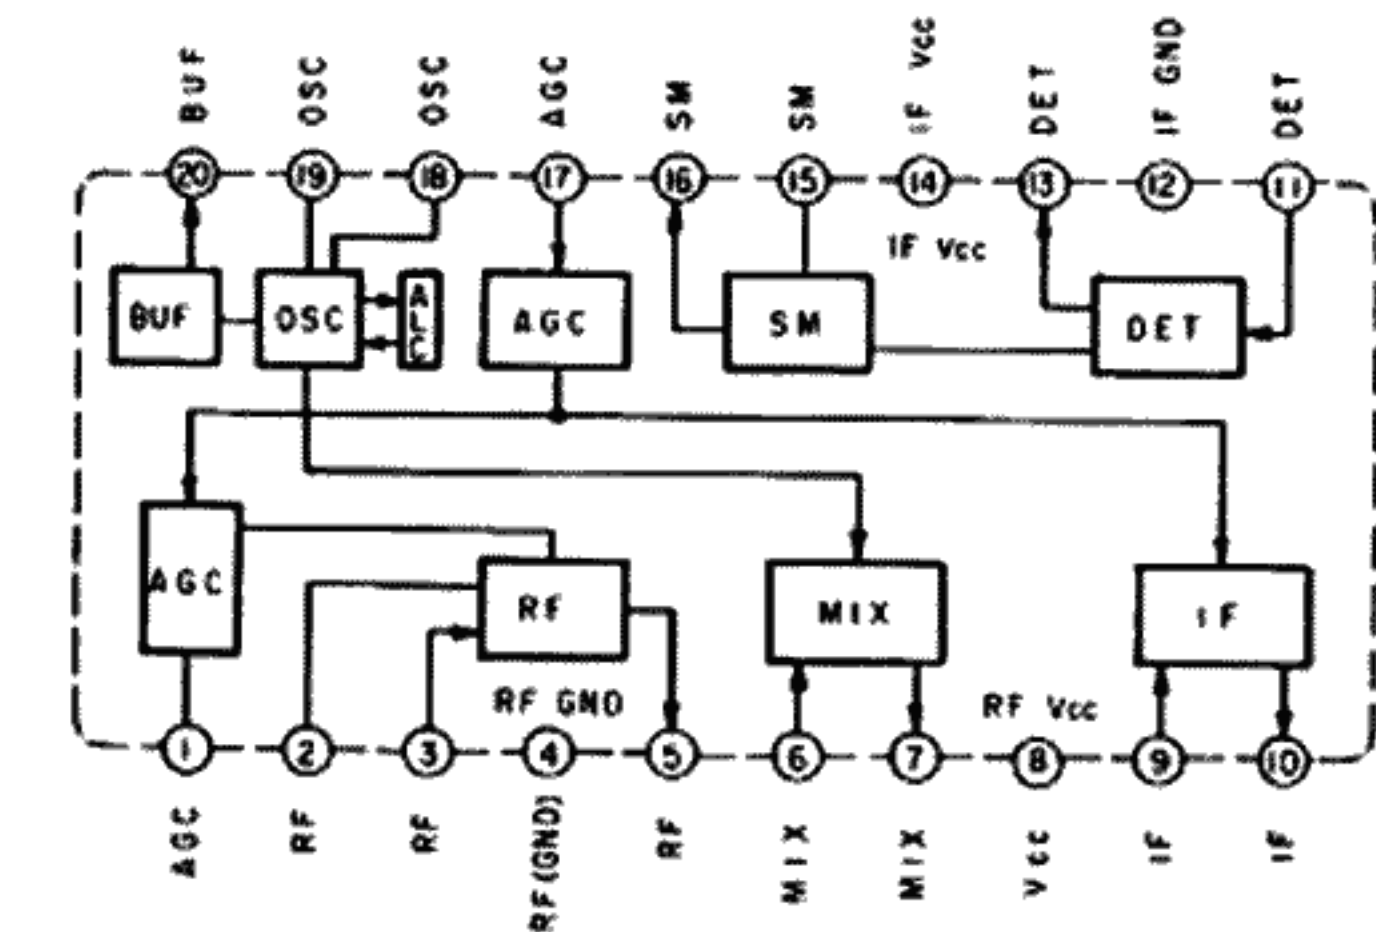 BUF OSC OSC AGC SM SM IF Vcc DET IF GND DET
20 19 18 17 16 15 14 13 12 11
IF Vcc
BUF OSC ALC AGC SM DET
AGC RF MIX IF
RF GND RF Vcc
1 2 3 4 5 6 7 8 9 10
AGC RF RF RF(GND) RF MIX MIX Vcc IF IF